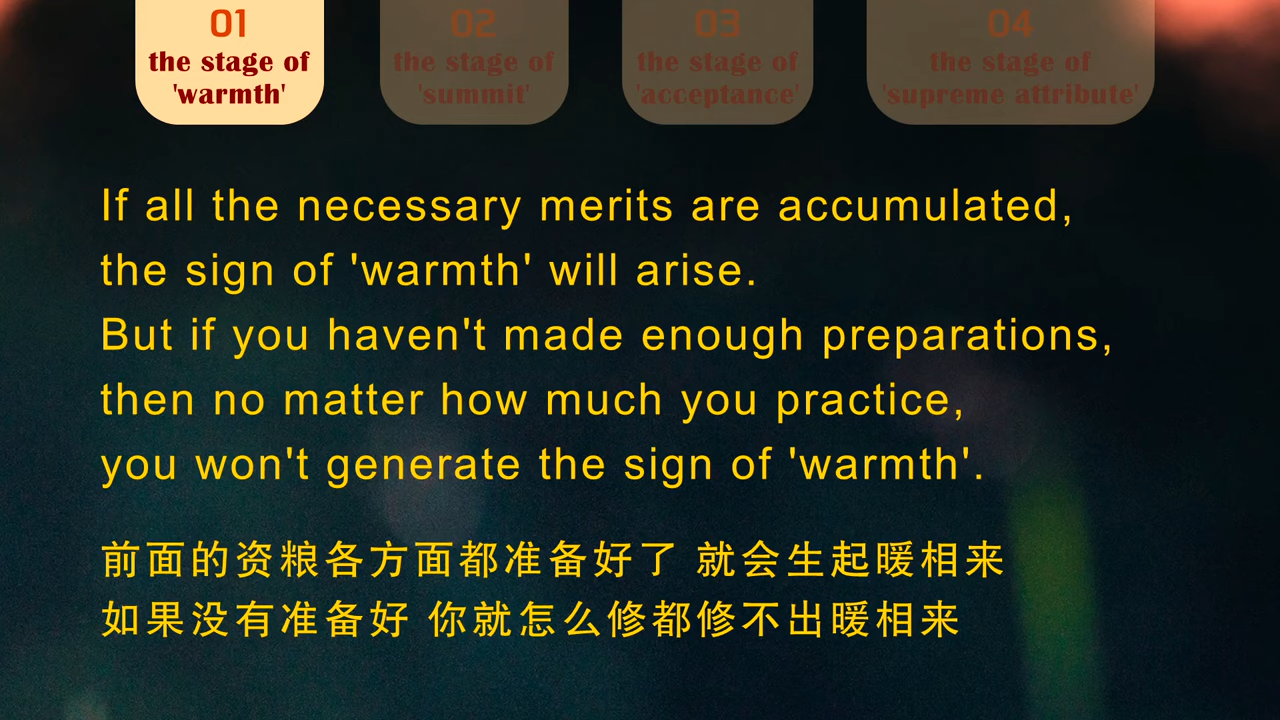 01
the stage of
'warmth'
02
the stage of
'summit'
03
the stage of
'acceptance'
04
the stage of
'supreme attribute'
If all the necessary merits are accumulated,
the sign of 'warmth' will arise.
But if you haven't made enough preparations,
then no matter how much you practice,
you won't generate the sign of 'warmth'.
前面的资粮各方面都准备好了 就会生起暖相来
如果没有准备好 你就怎么修都修不出暖相来